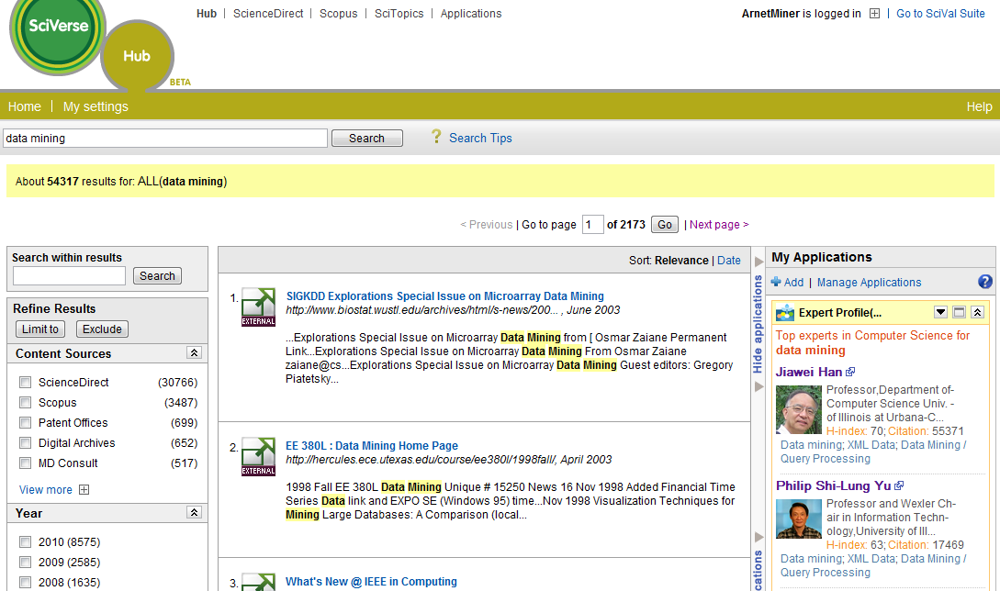 SciVerse
Hub
BETA
Hub | ScienceDirect | Scopus | SciTopics | Applications
ArnetMiner is logged in | Go to SciVal Suite
Home | My settings
Help
data mining
Search
? Search Tips
About 54317 results for: ALL(data mining)
< Previous | Go to page 1 of 2173 Go | Next page >
Search within results
Search
Refine Results
Limit to Exclude
Content Sources
ScienceDirect (30766)
Scopus (3487)
Patent Offices (699)
Digital Archives (652)
MD Consult (517)
View more
Year
2010 (8575)
2009 (2585)
2008 (1635)
Sort: Relevance | Date
1. SIGKDD Explorations Special Issue on Microarray Data Mining
EXTERNAL
http://www.biostat.wustl.edu/archives/html/s-news/200... , June 2003
...Explorations Special Issue on Microarray Data Mining from [ Osmar Zaiane Permanent
Link...Explorations Special Issue on Microarray Data Mining From Osmar Zaiane
zaiane@cs...Explorations Special Issue on Microarray Data Mining Guest editors: Gregory
Piatetsky...
2. EE 380L : Data Mining Home Page
EXTERNAL
http://hercules.ece.utexas.edu/course/ee380l/1998fall/, April 2003
1998 Fall EE 380L Data Mining Unique # 15250 News 16 Nov 1998 Added Financial Time
Series Data link and EXPO SE (Windows 95) time...Nov 1998 Visualization Techniques for
Mining Large Databases: A Comparison (local...
3. What's New @ IEEE in Computing
Hide applications
cations
My Applications
Add | Manage Applications
?
Expert Profile(...
Top experts in Computer Science for
data mining
Jiawei Han
Professor,Department of-
Computer Science Univ. -
of Illinois at Urbana-C...
H-index: 70; Citation: 55371
Data mining; XML Data; Data Mining /
Query Processing
Philip Shi-Lung Yu
Professor and Wexler Ch-
air in Information Techn-
ology,University of Ill...
H-index: 63; Citation: 17469
Data mining; XML Data; Data Mining /
Query Processing